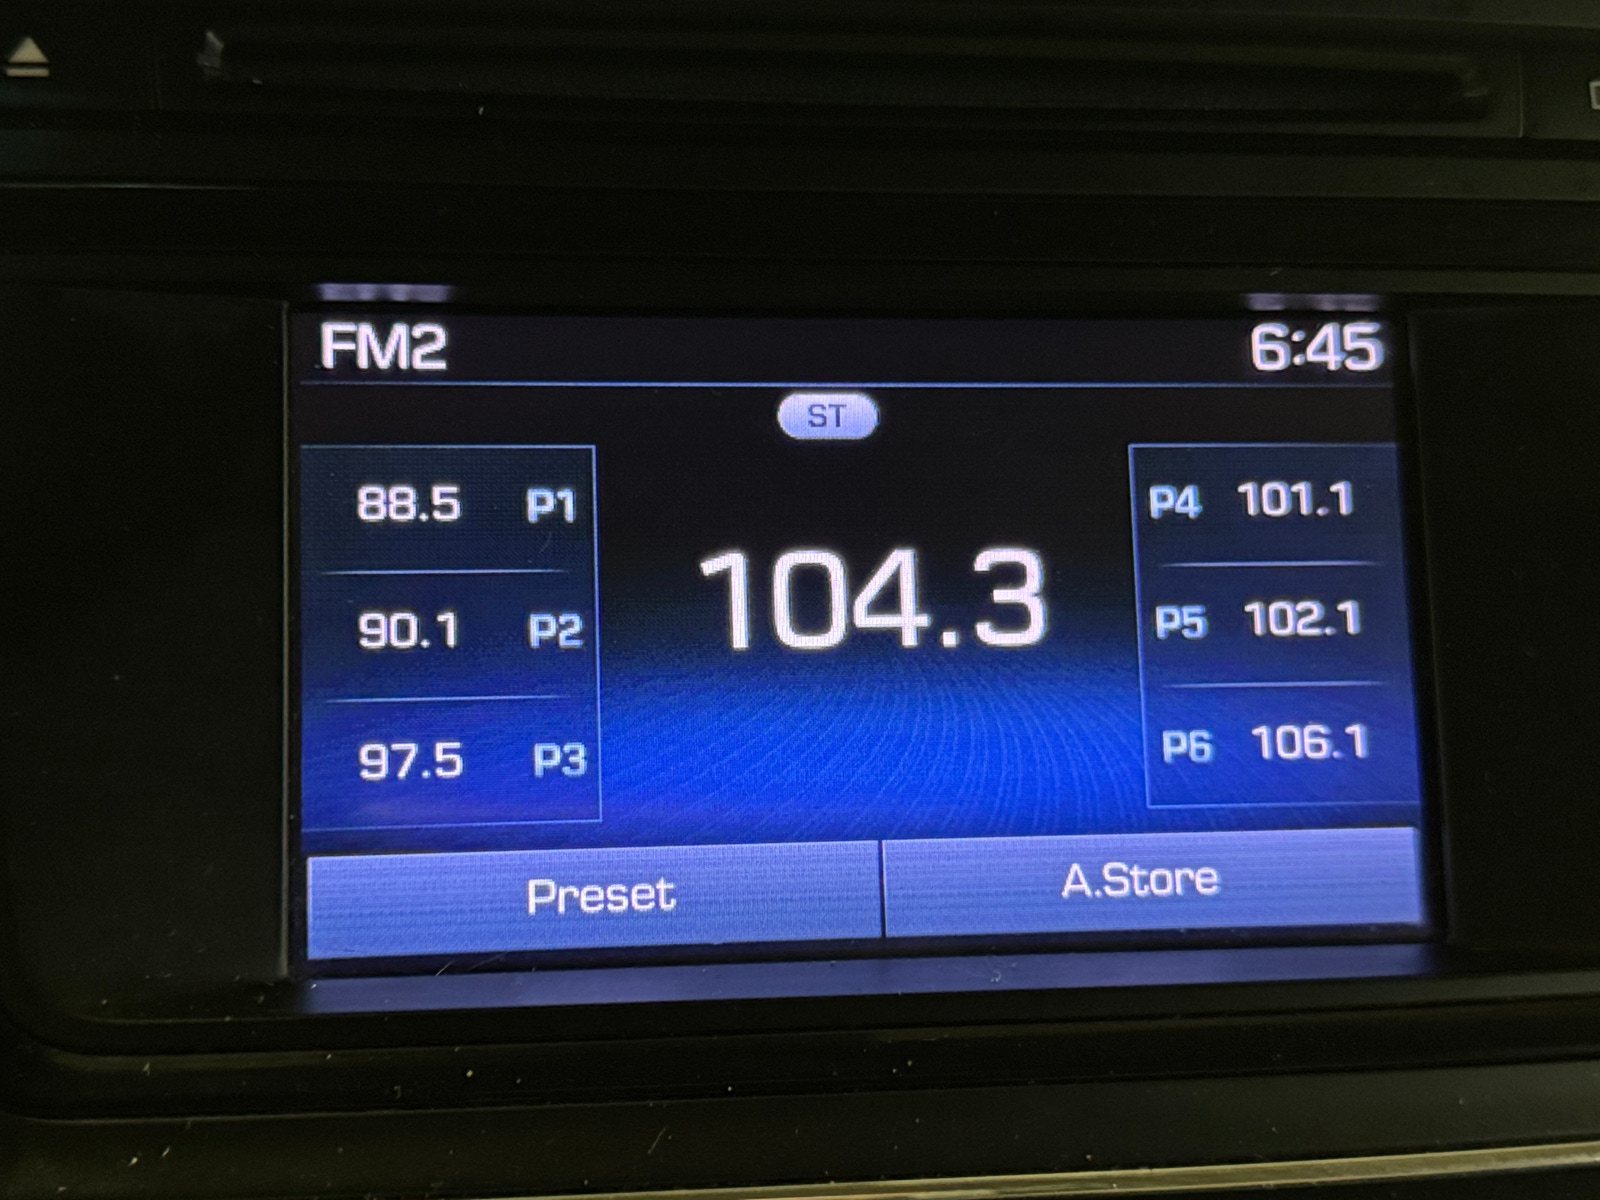 FM2 6:45
ST
88.5 P1
90.1 P2
97.5 P3
104.3
P4 101.1
P5 102.1
P6 106.1
Preset A.Store